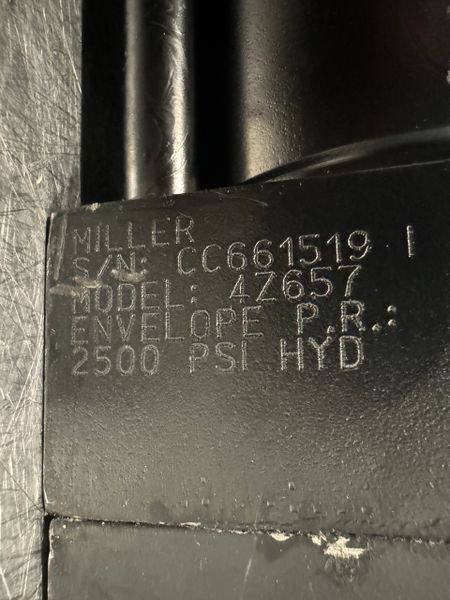 MILLER
S/N: CC661519 I
MODEL: 4Z657
ENVELOPE P.R.:
2500 PSI HYD